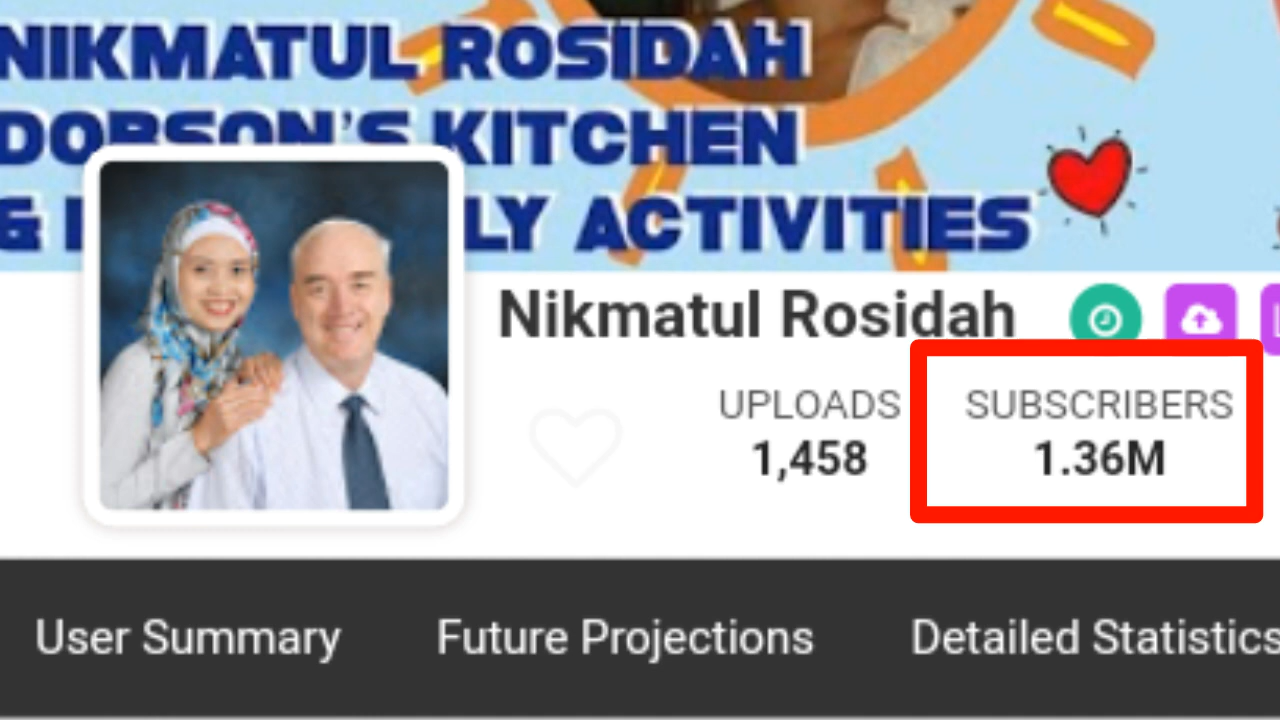 NIKMATUL ROSIDAH
DOBSON'S KITCHEN
& LY ACTIVITIES
Nikmatul Rosidah
UPLOADS
1,458
SUBSCRIBERS
1.36M
User Summary
Future Projections
Detailed Statistics